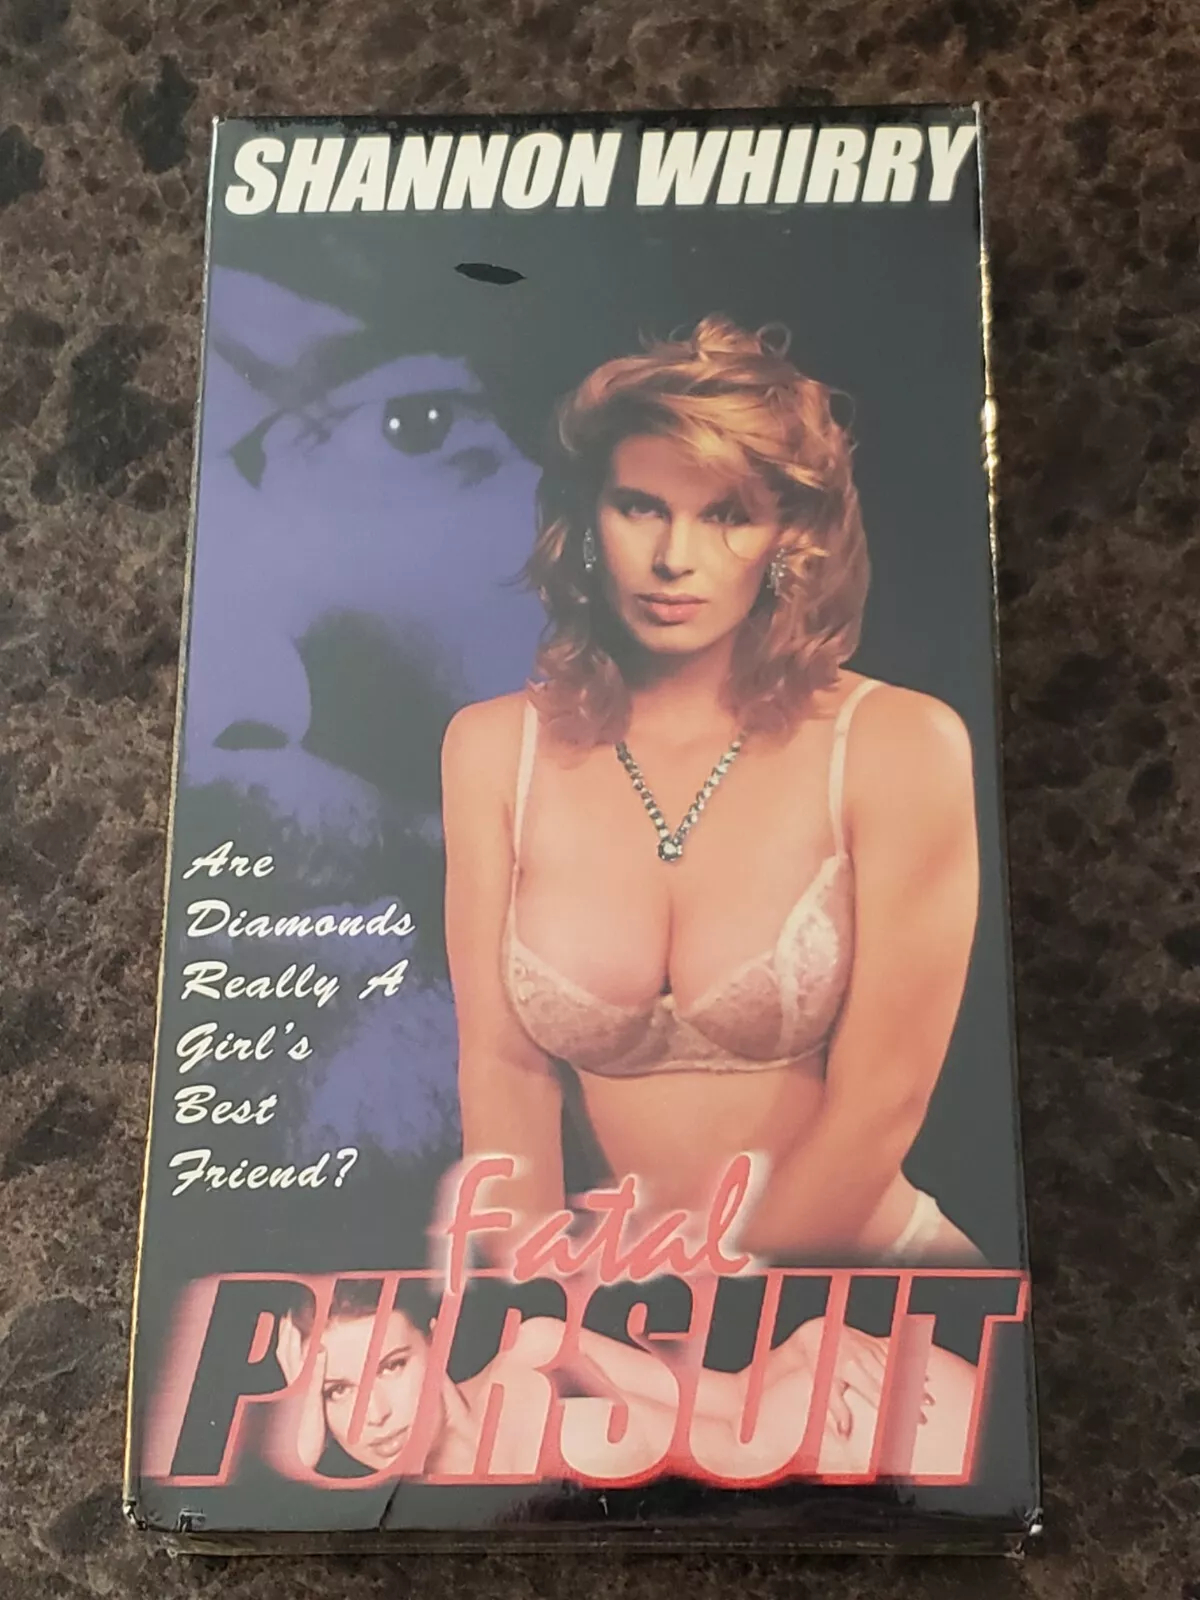 SHANNON WHIRRY
Are
Diamonds
Really A
Girl's
Best
Friend?
Fatal
PURSUIT